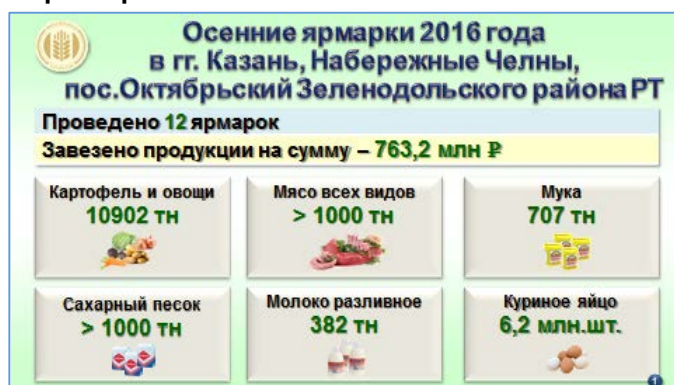 Осенние ярмарки 2016 года
в гг. Казань, Набережные Челны,
пос.Октябрьский Зеленодольского района РТ
Проведено 12 ярмарок
Завезено продукции на сумму – 763,2 млн ₽
Картофель и овощи
10902 тн
Мясо всех видов
> 1000 тн
Мука
707 тн
Сахарный песок
> 1000 тн
Молоко разливное
382 тн
Куриное яйцо
6,2 млн.шт.
1